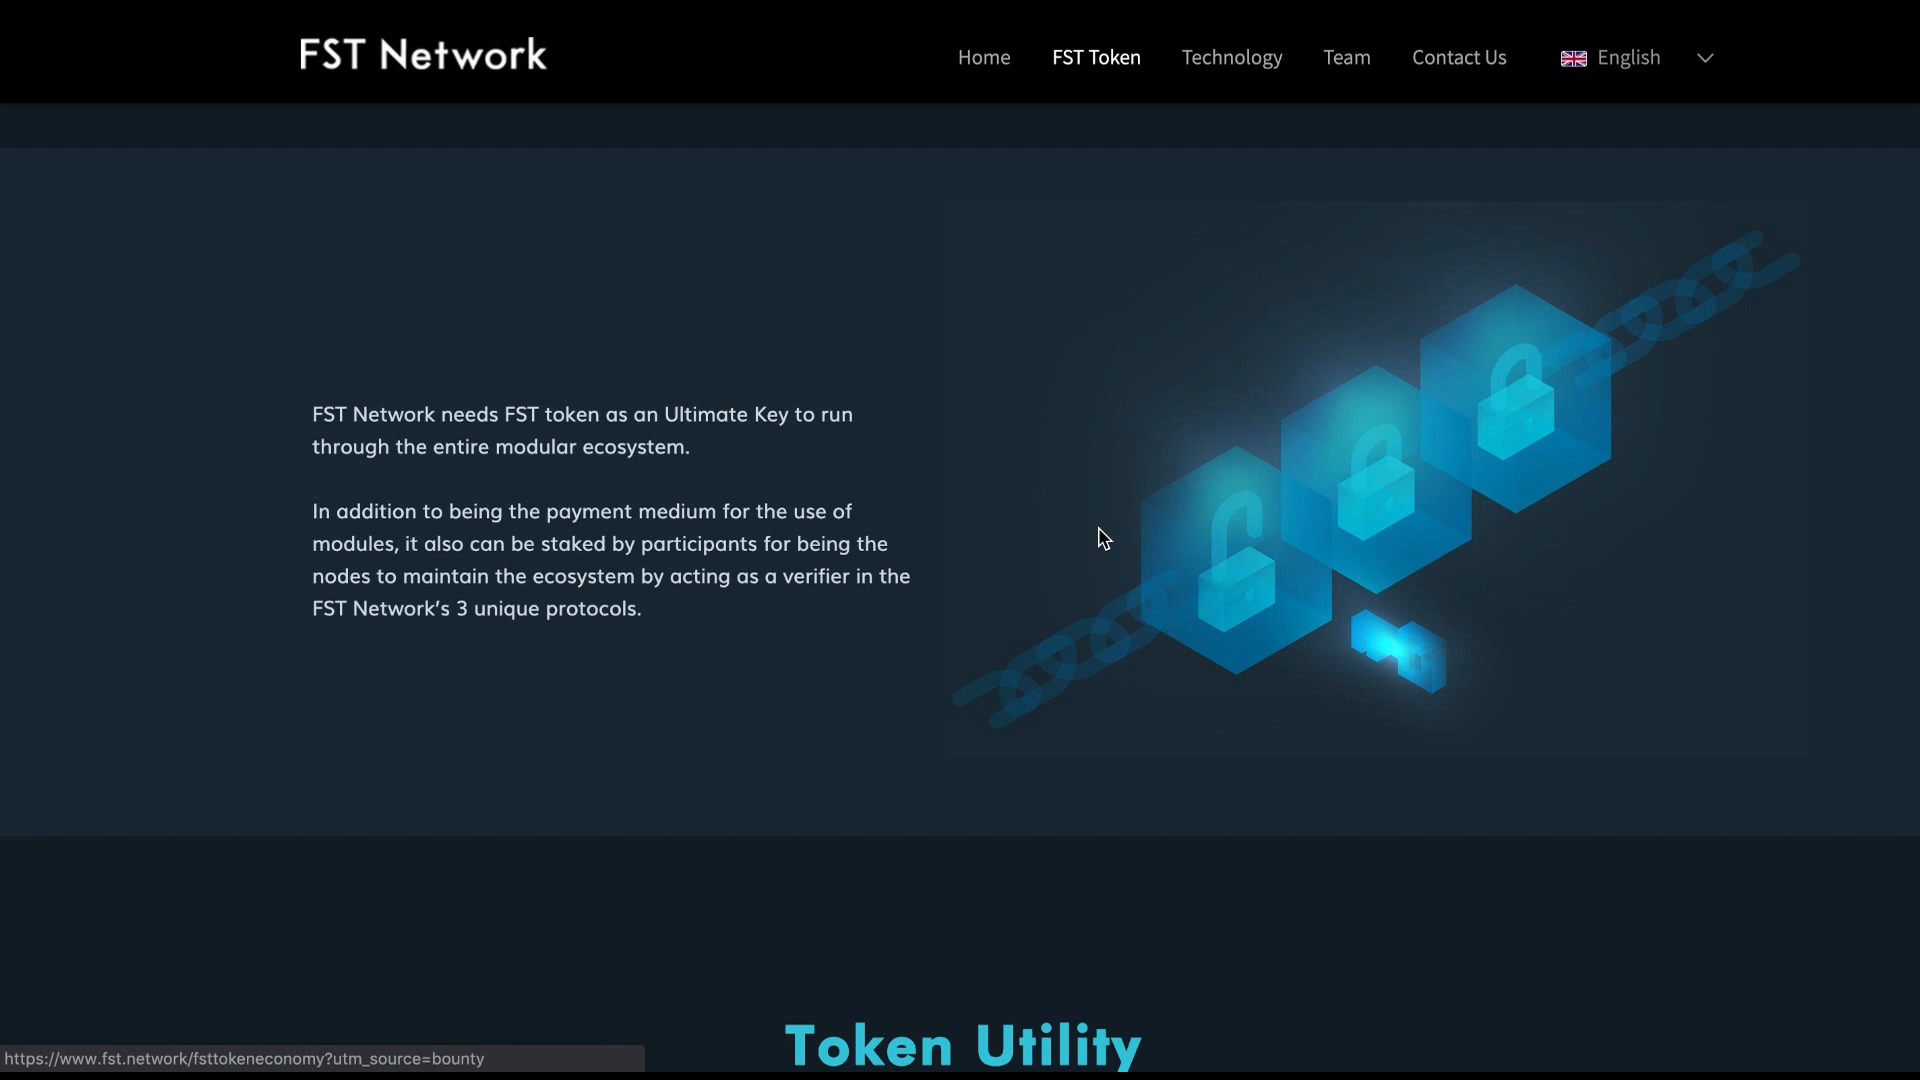 FST Network
Home FST Token Technology Team Contact Us English
FST Network needs FST token as an Ultimate Key to run
through the entire modular ecosystem.
In addition to being the payment medium for the use of
modules, it also can be staked by participants for being the
nodes to maintain the ecosystem by acting as a verifier in the
FST Network’s 3 unique protocols.
Token Utility
https://www.fst.network/fsttokeneconomy?utm_source=bounty